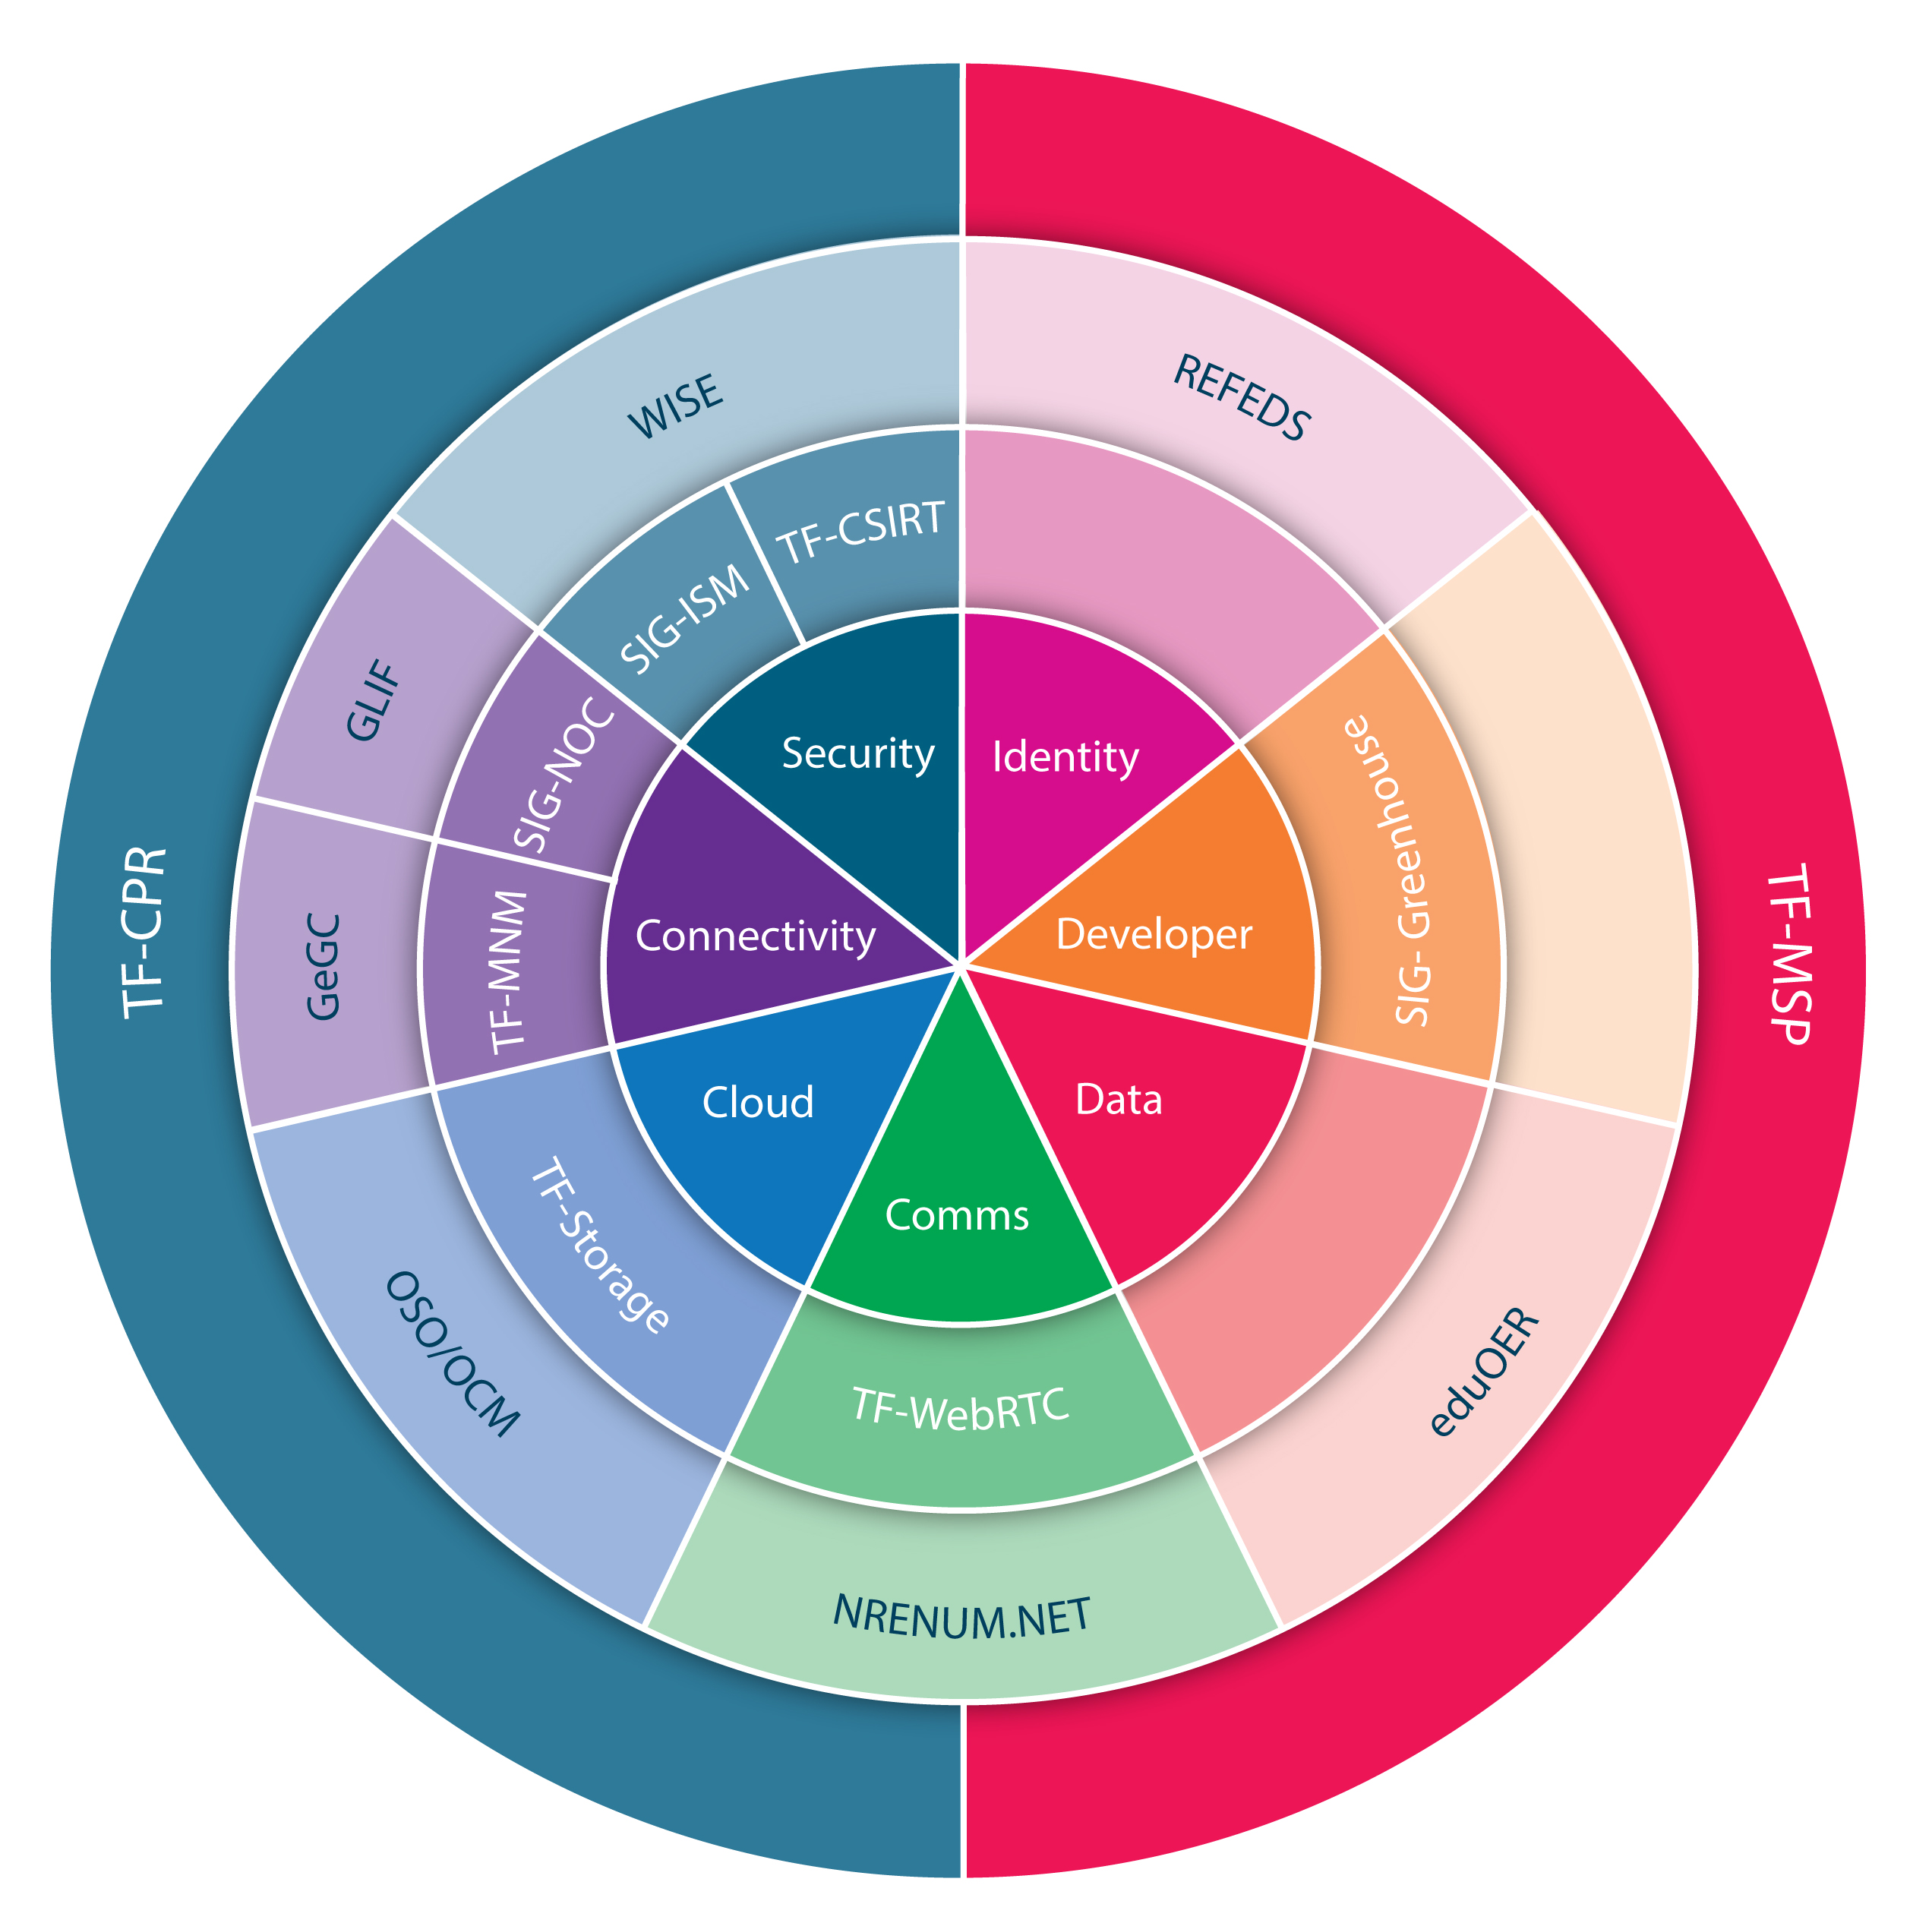 TF-CPR
TF-MSP
WISE
REFEDS
GLIF
GeGC
OSO/OCM
NRENUM.NET
eduOER
TF-CSIRT
SIG-ISM
SIG-NOC
TF-MNM
TF-Storage
TF-WebRTC
SIG- Greenhouse
Security
Identity
Connectivity
Developer
Cloud
Data
Comms